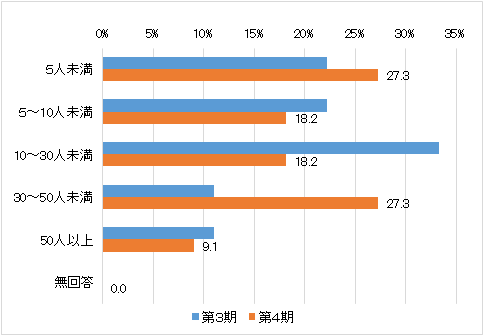 0% 5% 10% 15% 20% 25% 30% 35%
5人未満 27.3
5～10人未満 18.2
10～30人未満 18.2
30～50人未満 27.3
50人以上 9.1
無回答 0.0
第3期 第4期